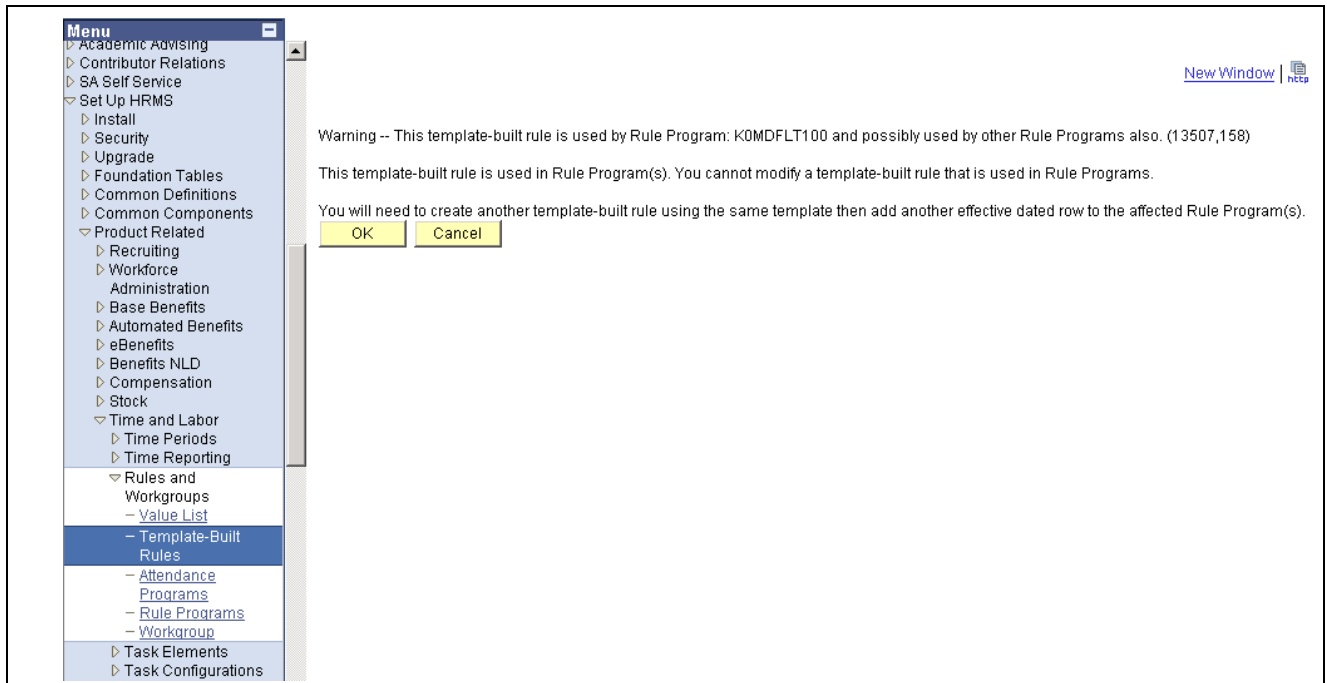 Menu
Academic Advising
Contributor Relations
SA Self Service
Set Up HRMS
Install
Security
Upgrade
Foundation Tables
Common Definitions
Common Components
Product Related
Recruiting
Workforce
Administration
Base Benefits
Automated Benefits
eBenefits
Benefits NLD
Compensation
Stock
Time and Labor
Time Periods
Time Reporting
Rules and
Workgroups
– Value List
– Template-Built
Rules
– Attendance
Programs
– Rule Programs
– Workgroup
Task Elements
Task Configurations
New Window | http
Warning -- This template-built rule is used by Rule Program: K0MDFLT100 and possibly used by other Rule Programs also. (13507,158)
This template-built rule is used in Rule Program(s). You cannot modify a template-built rule that is used in Rule Programs.
You will need to create another template-built rule using the same template then add another effective dated row to the affected Rule Program(s).
OK Cancel